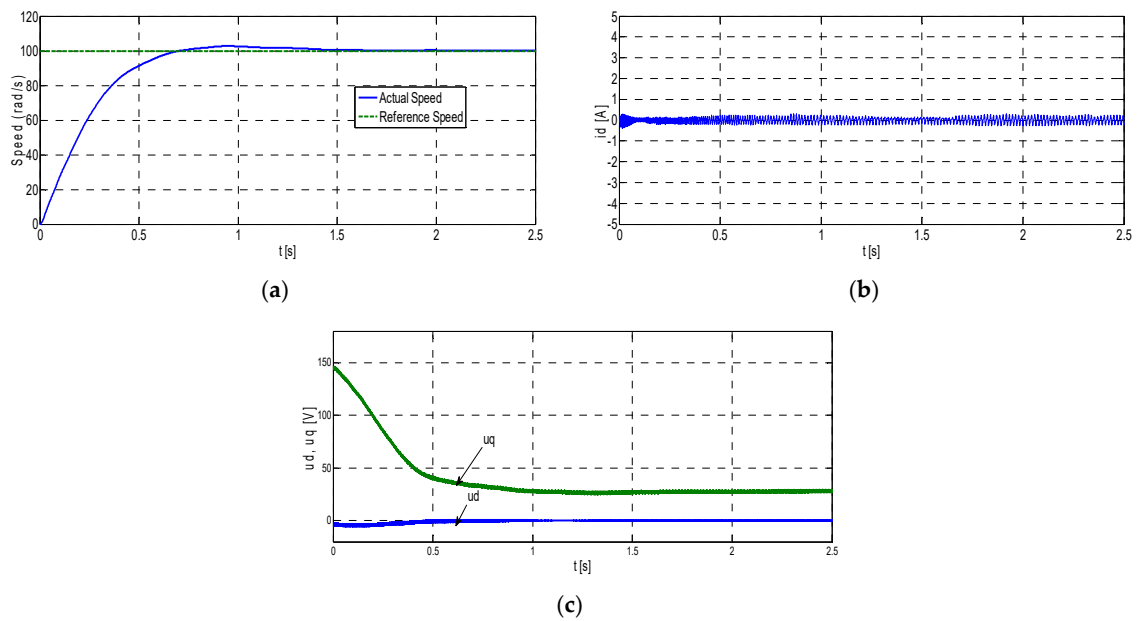 120
100
80
60
40
20
0
Speed (rad/s)
Actual Speed
Reference Speed
0 0.5 1 1.5 2 2.5
t [s]
(a)
5
4
3
2
1
0
-1
-2
-3
-4
-5
id [A]
0 0.5 1 1.5 2 2.5
t [s]
(b)
150
100
50
0
ud, uq [V]
uq
ud
0 0.5 1 1.5 2 2.5
t [s]
(c)